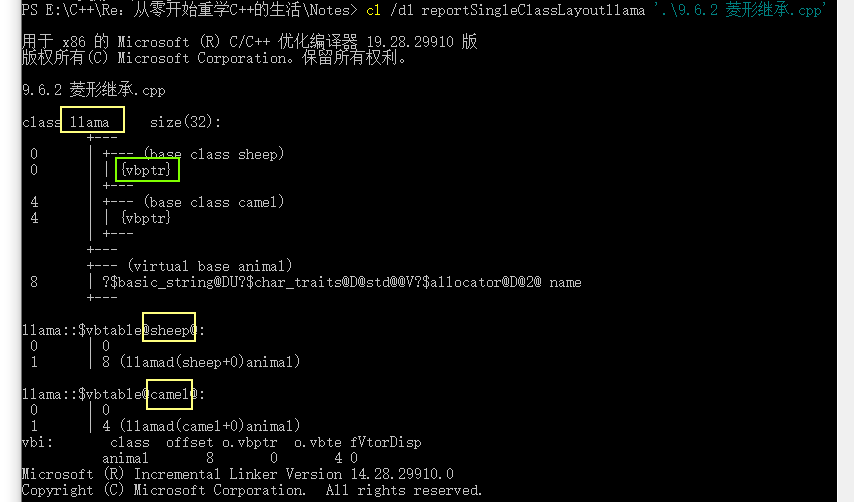 PS E:\C++\Re：从零开始重学C++的生活\Notes> cl /d1 reportSingleClassLayoutllama '.\9.6.2 菱形继承.cpp'
用于 x86 的 Microsoft (R) C/C++ 优化编译器 19.28.29910 版
版权所有(C) Microsoft Corporation。保留所有权利。
9.6.2 菱形继承.cpp
class llama    size(32):
        +---
 0      | +--- (base class sheep)
 0      | | {vbptr}
        | +---
 4      | +--- (base class camel)
 4      | | {vbptr}
        | +---
        +---
        +--- (virtual base animal)
 8      | ?$basic_string@DU?$char_traits@D@std@@V?$allocator@D@2@ name
        +---
llama::$vbtable@sheep@:
 0      | 0
 1      | 8 (llamad(sheep+0)animal)
llama::$vbtable@camel@:
 0      | 0
 1      | 4 (llamad(camel+0)animal)
vbi:       class  offset o.vbptr  o.vbte fVtorDisp
          animal       8       0       4 0
Microsoft (R) Incremental Linker Version 14.28.29910.0
Copyright (C) Microsoft Corporation.  All rights reserved.